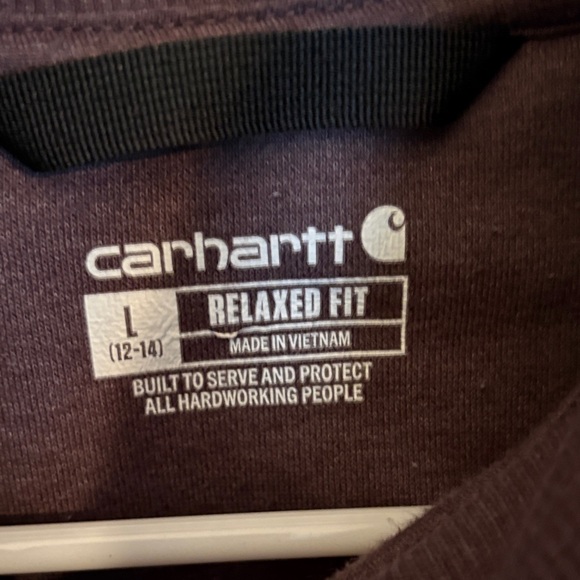 carhartt
L
(12-14)
RELAXED FIT
MADE IN VIETNAM
BUILT TO SERVE AND PROTECT
ALL HARDWORKING PEOPLE